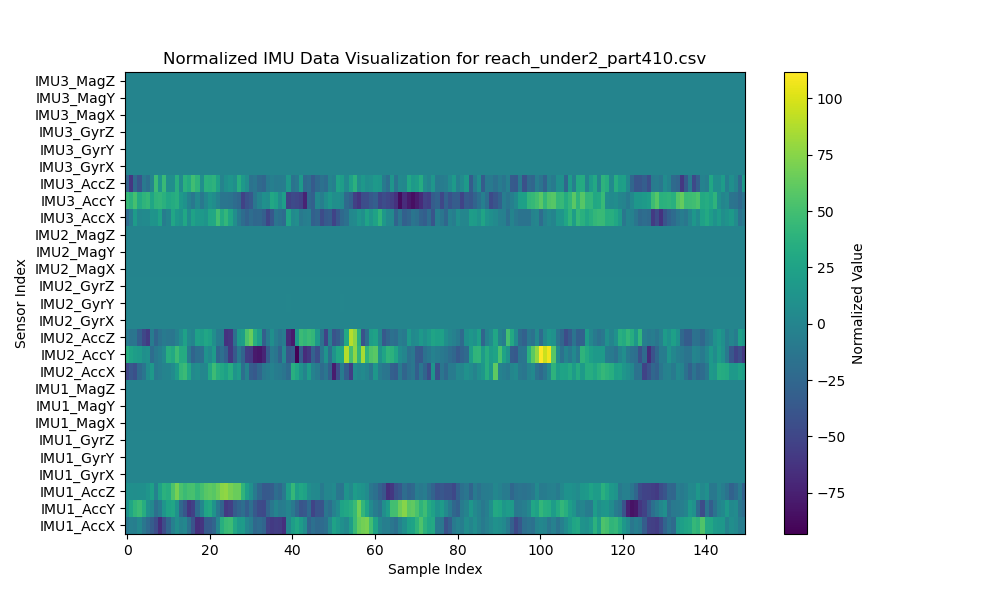 Normalized IMU Data Visualization for reach_under2_part410.csv
IMU3_MagZ
IMU3_MagY
IMU3_MagX
IMU3_GyrZ
IMU3_GyrY
IMU3_GyrX
IMU3_AccZ
IMU3_AccY
IMU3_AccX
IMU2_MagZ
IMU2_MagY
IMU2_MagX
IMU2_GyrZ
IMU2_GyrY
IMU2_GyrX
IMU2_AccZ
IMU2_AccY
IMU2_AccX
IMU1_MagZ
IMU1_MagY
IMU1_MagX
IMU1_GyrZ
IMU1_GyrY
IMU1_GyrX
IMU1_AccZ
IMU1_AccY
IMU1_AccX
Sensor Index
0 20 40 60 80 100 120 140
Sample Index
100
75
50
25
0
−25
−50
−75
Normalized Value